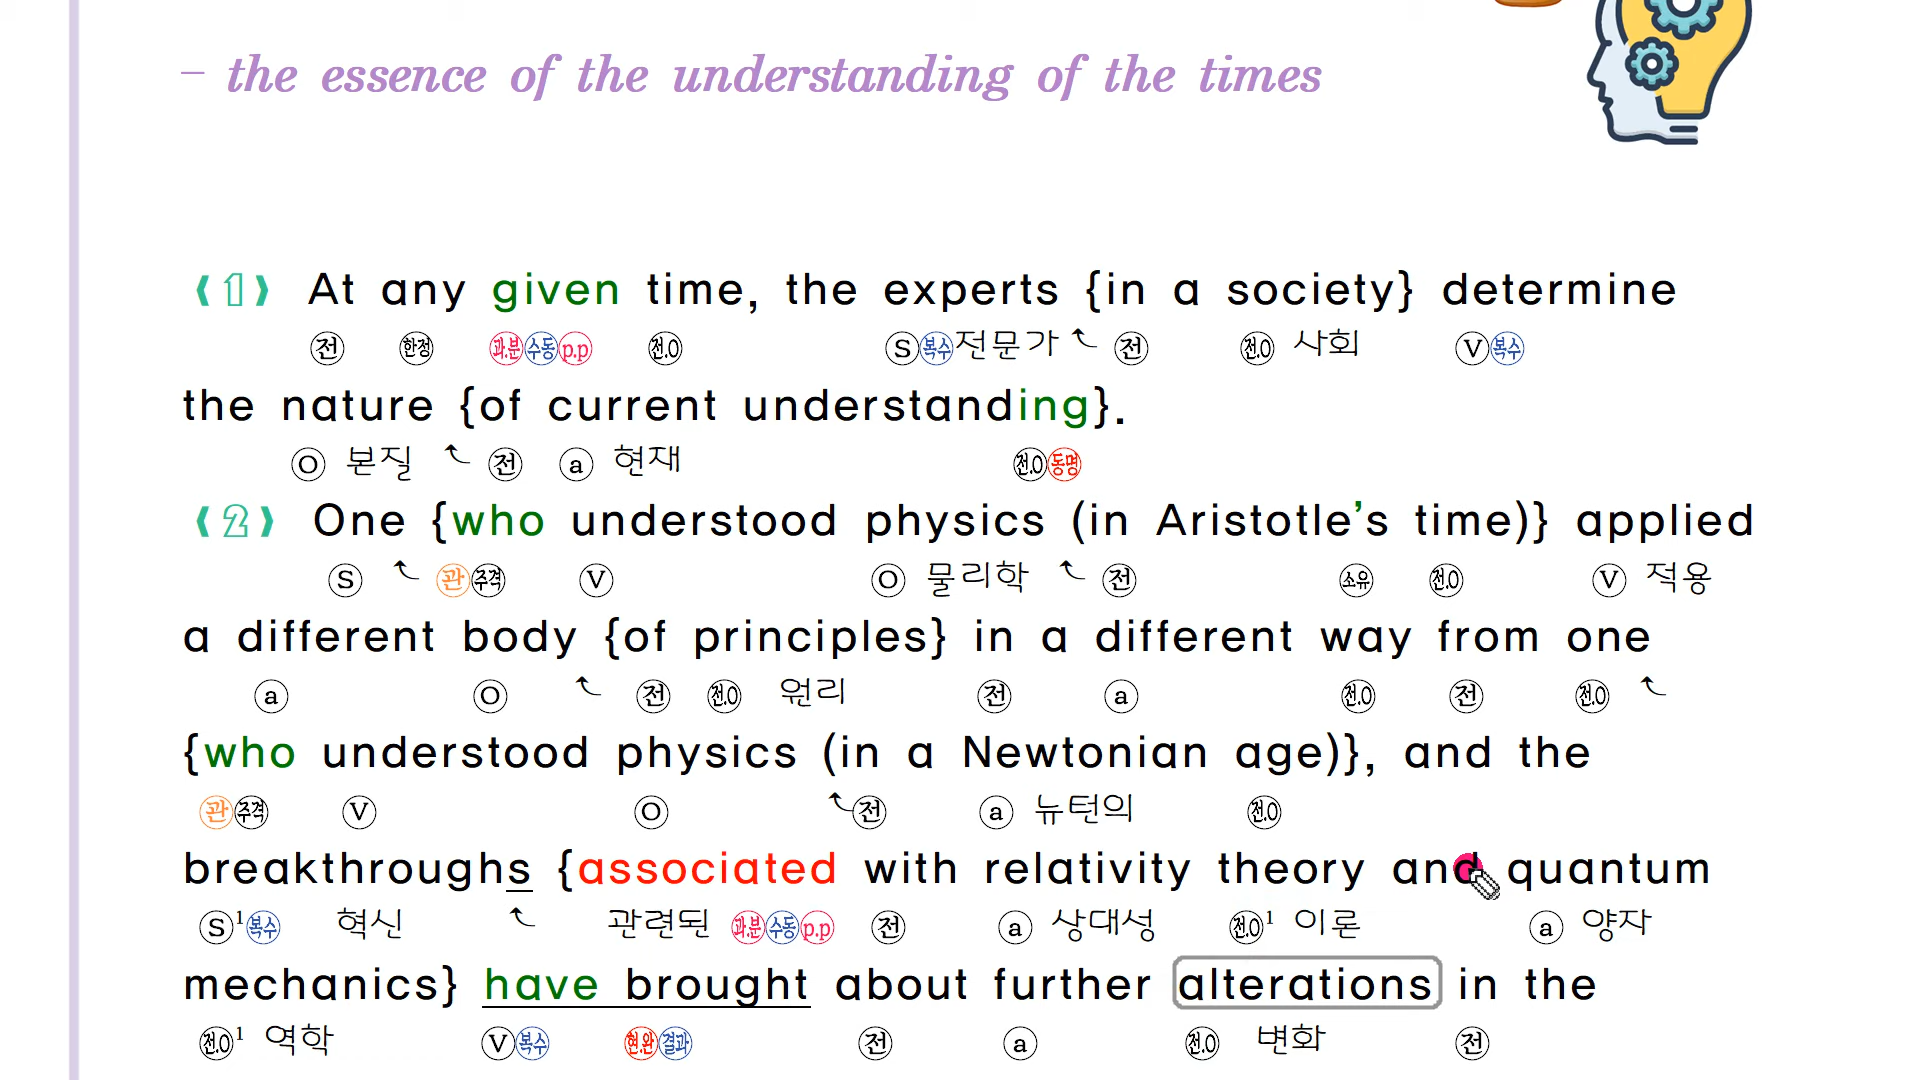 – the essence of the understanding of the times
❨1❩ At any given time, the experts {in a society} determine
전 한정 과.분 수동 p.p 전.O S 복수 전문가 전 전.O 사회 V 복수
the nature {of current understanding}.
O 본질 전 a 현재 전.O 동명
❨2❩ One {who understood physics (in Aristotle's time)} applied
S 관 주격 V O 물리학 전 소유 전.O V 적용
a different body {of principles} in a different way from one
a O 전 전.O 원리 전 a 전.O 전 전.O
{who understood physics (in a Newtonian age)}, and the
관 주격 V O 전 a 뉴턴의 전.O
breakthroughs {associated with relativity theory and quantum
S¹ 복수 혁신 관련된 과.분 수동 p.p 전 a 상대성 전.O¹ 이론 a 양자
mechanics} have brought about further alterations in the
전.O¹ 역학 V 복수 현.완 결과 전 a 전.O 변화 전